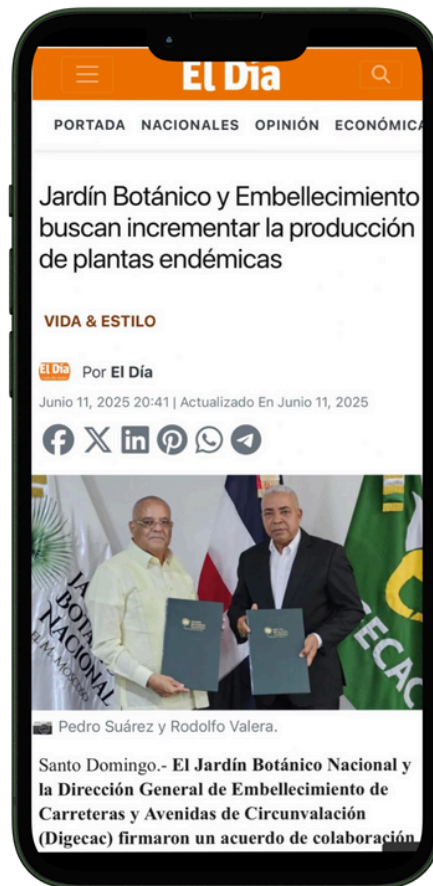 El Día
PORTADA NACIONALES OPINIÓN ECONÓMICA
Jardín Botánico y Embellecimiento
buscan incrementar la producción
de plantas endémicas
VIDA & ESTILO
El Día
Por El Día
Junio 11, 2025 20:41 | Actualizado En Junio 11, 2025
JA
BOTÁ
NACIONAL
ECAC
Pedro Suárez y Rodolfo Valera.
Santo Domingo.- El Jardín Botánico Nacional y
la Dirección General de Embellecimiento de
Carreteras y Avenidas de Circunvalación
(Digecac) firmaron un acuerdo de colaboración